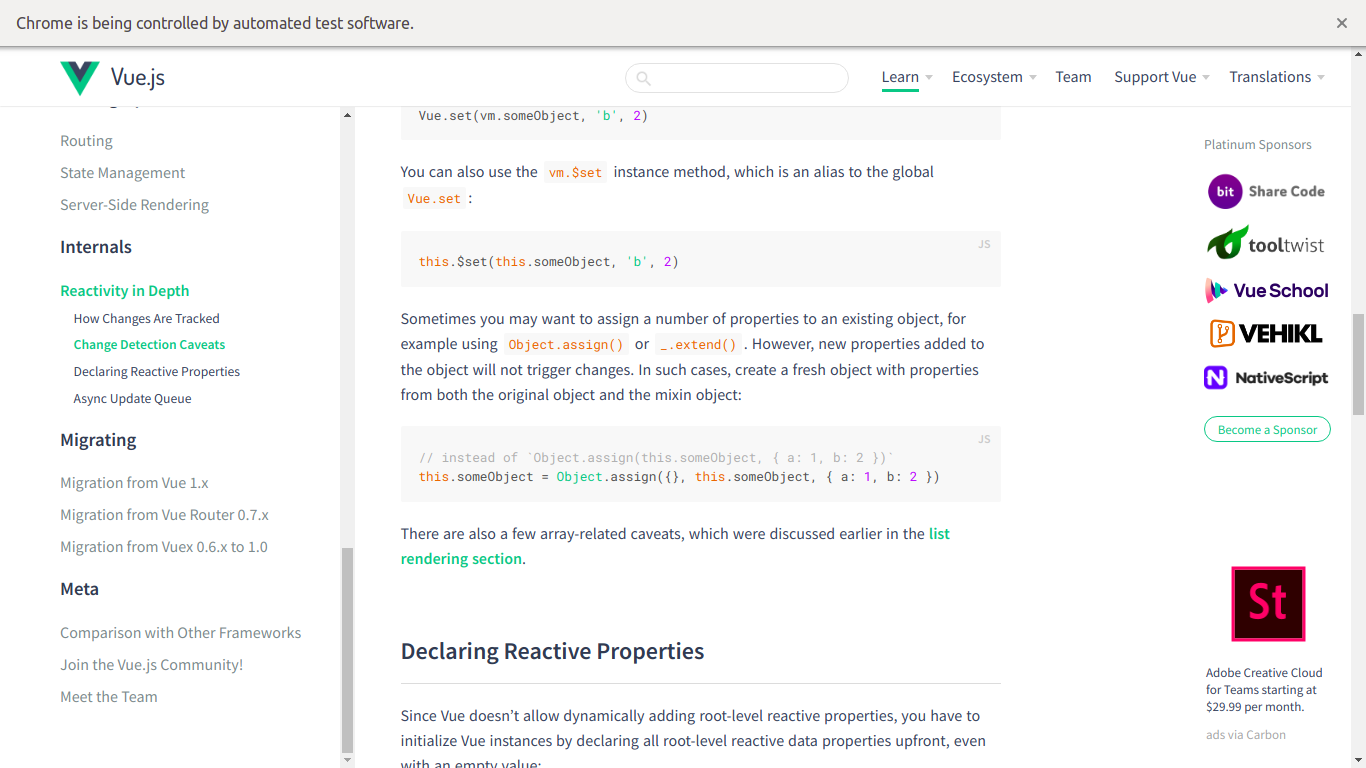 Chrome is being controlled by automated test software.
Vue.js
Learn
Ecosystem
Team
Support Vue
Translations
Routing
State Management
Server-Side Rendering
Internals
Reactivity in Depth
How Changes Are Tracked
Change Detection Caveats
Declaring Reactive Properties
Async Update Queue
Migrating
Migration from Vue 1.x
Migration from Vue Router 0.7.x
Migration from Vuex 0.6.x to 1.0
Meta
Comparison with Other Frameworks
Join the Vue.js Community!
Meet the Team
Vue.set(vm.someObject, 'b', 2)
You can also use the vm.$set instance method, which is an alias to the global
Vue.set :
JS
this.$set(this.someObject, 'b', 2)
Sometimes you may want to assign a number of properties to an existing object, for
example using Object.assign() or _.extend() . However, new properties added to
the object will not trigger changes. In such cases, create a fresh object with properties
from both the original object and the mixin object:
JS
// instead of `Object.assign(this.someObject, { a: 1, b: 2 })`
this.someObject = Object.assign({}, this.someObject, { a: 1, b: 2 })
There are also a few array-related caveats, which were discussed earlier in the list
rendering section.
Declaring Reactive Properties
Since Vue doesn’t allow dynamically adding root-level reactive properties, you have to
initialize Vue instances by declaring all root-level reactive data properties upfront, even
with an empty value:
Platinum Sponsors
bit Share Code
tooltwist
Vue School
VEHIKL
NativeScript
Become a Sponsor
St
Adobe Creative Cloud
for Teams starting at
$29.99 per month.
ads via Carbon